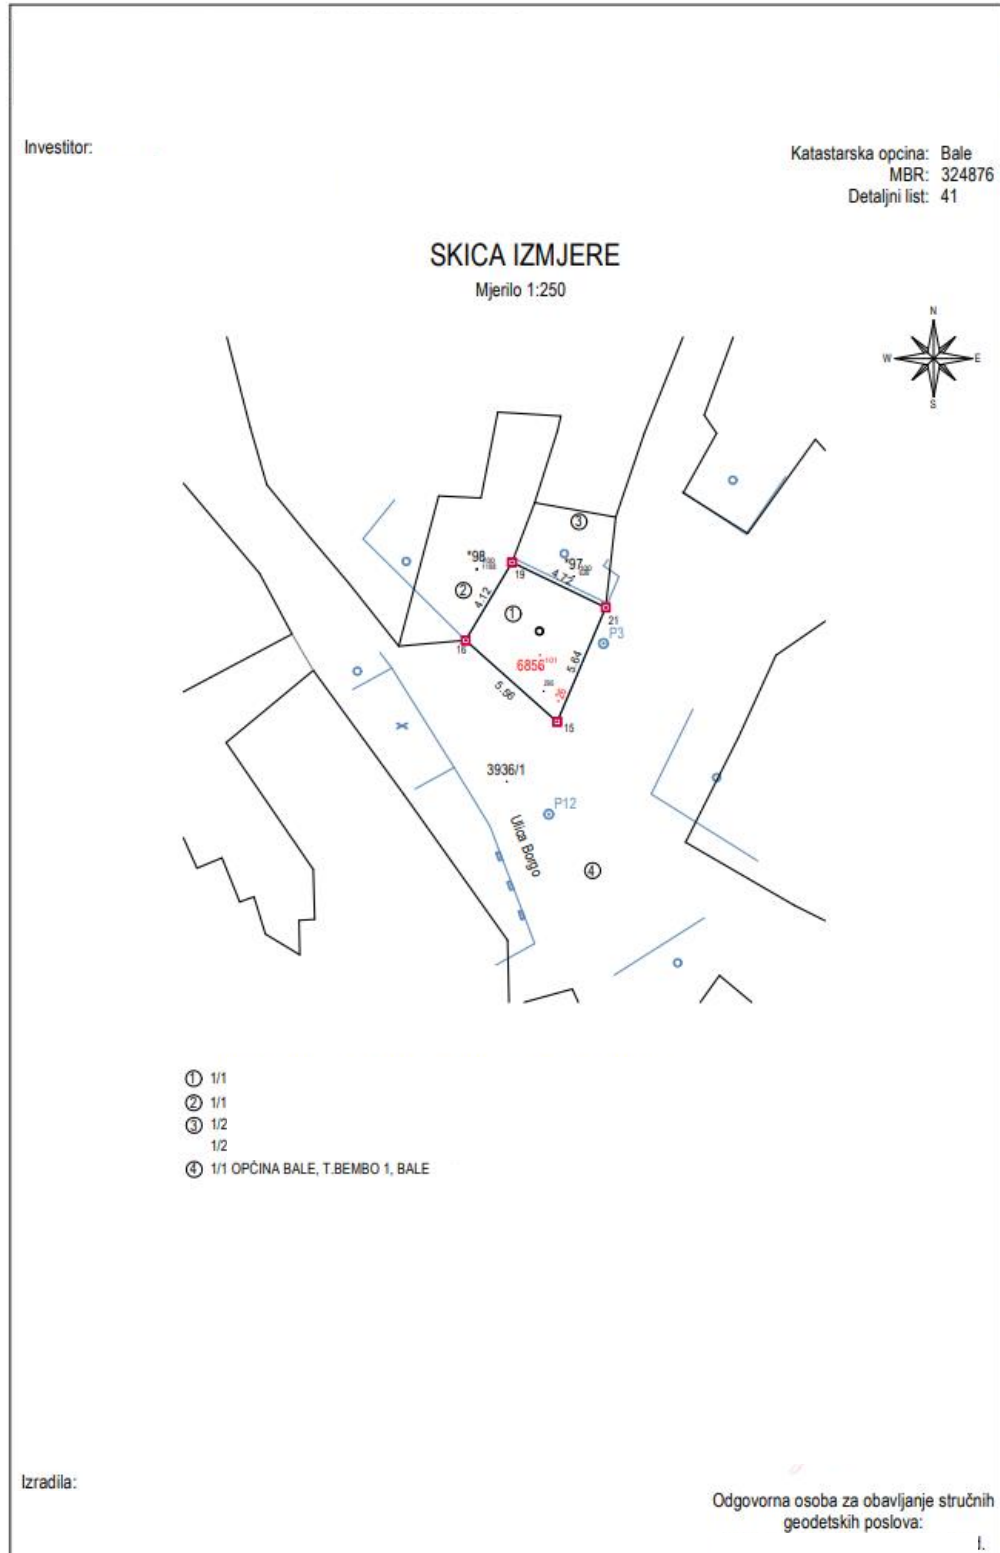 Investitor:
Katastarska opcina: Bale
MBR: 324876
Detaljni list: 41
SKICA IZMJERE
Mjerilo 1:250
N
W E
S
3
*98
*97
19
4.72
2
4.12
1
21
P3
16
6856
5.64
5.56
15
3936/1
P12
Ulica Borgo
4
1 1/1
2 1/1
3 1/2
1/2
4 1/1 OPĆINA BALE, T.BEMBO 1, BALE
Izradila:
Odgovorna osoba za obavljanje stručnih
geodetskih poslova: